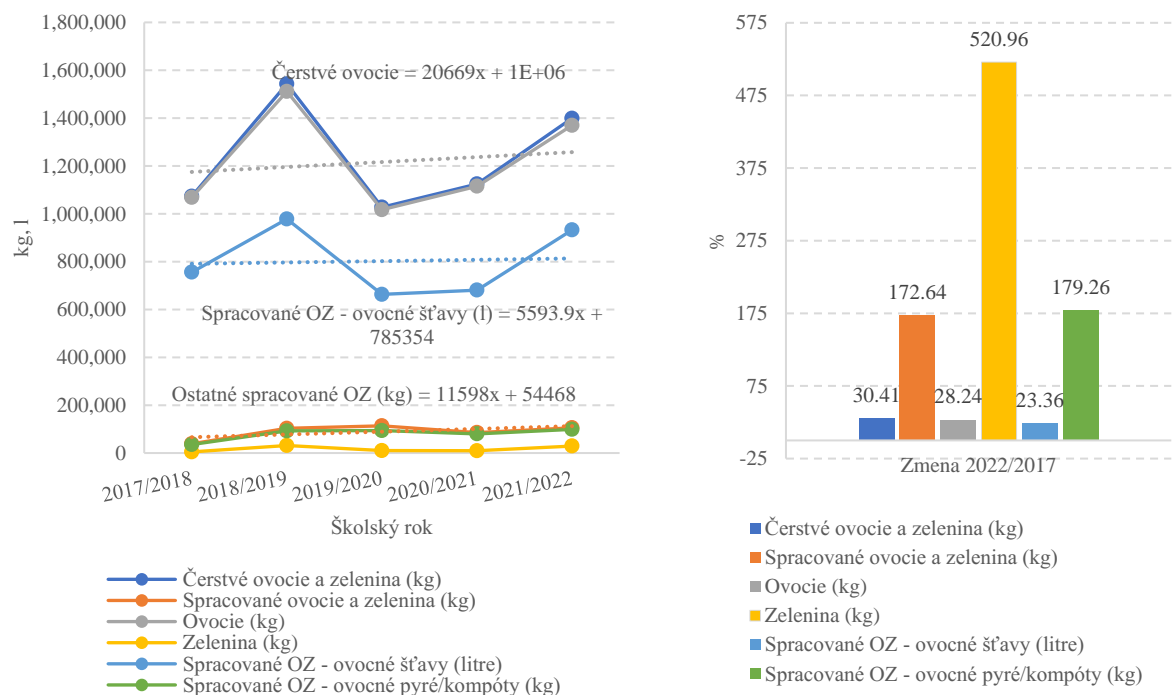 1,800,000
1,600,000
1,400,000
1,200,000
1,000,000
800,000
600,000
400,000
200,000
0
kg, l
Čerstvé ovocie = 20669x + 1E+06
Spracované OZ - ovocné šťavy (l) = 5593.9x +
785354
Ostatné spracované OZ (kg) = 11598x + 54468
2017/2018
2018/2019
2019/2020
2020/2021
2021/2022
Školský rok
Čerstvé ovocie a zelenina (kg)
Spracované ovocie a zelenina (kg)
Ovocie (kg)
Zelenina (kg)
Spracované OZ - ovocné šťavy (litre)
Spracované OZ - ovocné pyré/kompóty (kg)
575
475
375
275
175
75
-25
%
30.41
172.64
28.24
520.96
23.36
179.26
Zmena 2022/2017
Čerstvé ovocie a zelenina (kg)
Spracované ovocie a zelenina (kg)
Ovocie (kg)
Zelenina (kg)
Spracované OZ - ovocné šťavy (litre)
Spracované OZ - ovocné pyré/kompóty (kg)